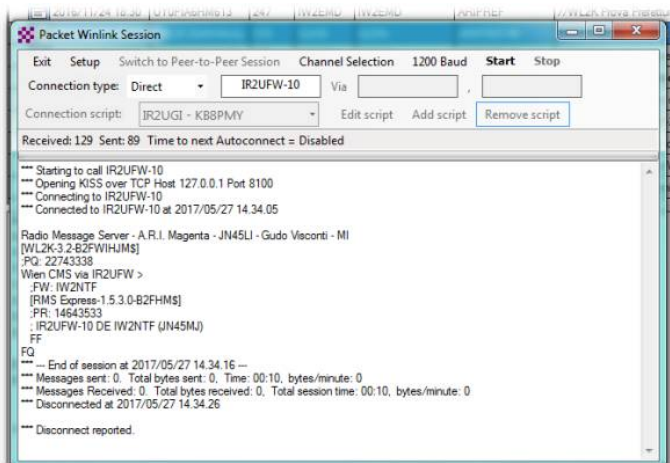 2016/11/24 18:30 247 IW2EMD IW2EMD
Packet Winlink Session
Exit Setup Switch to Peer-to-Peer Session Channel Selection 1200 Baud Start Stop
Connection type: Direct IR2UFW-10 Via ,
Connection script: IR2UGI - KB8PMY Edit script Add script Remove script
Received: 129 Sent: 89 Time to next Autoconnect = Disabled
*** Starting to call IR2UFW-10
*** Opening KISS over TCP Host 127.0.0.1 Port 8100
*** Connecting to IR2UFW-10
*** Connected to IR2UFW-10 at 2017/05/27 14.34.05
Radio Message Server - A.R.I. Magenta - JN45LI - Gudo Visconti - MI
[WL2K-3.2-B2FWIHJM$]
;PQ: 22743338
Wien CMS via IR2UFW >
;FW: IW2NTF
[RMS Express-1.5.3.0-B2FHM$]
;PR: 14643533
; IR2UFW-10 DE IW2NTF (JN45MJ)
FF
FQ
*** --- End of session at 2017/05/27 14.34.16 ---
*** Messages sent: 0. Total bytes sent: 0, Time: 00:10, bytes/minute: 0
*** Messages Received: 0. Total bytes received: 0, Total session time: 00:10, bytes/minute: 0
*** Disconnected at 2017/05/27 14.34.26
*** Disconnect reported.